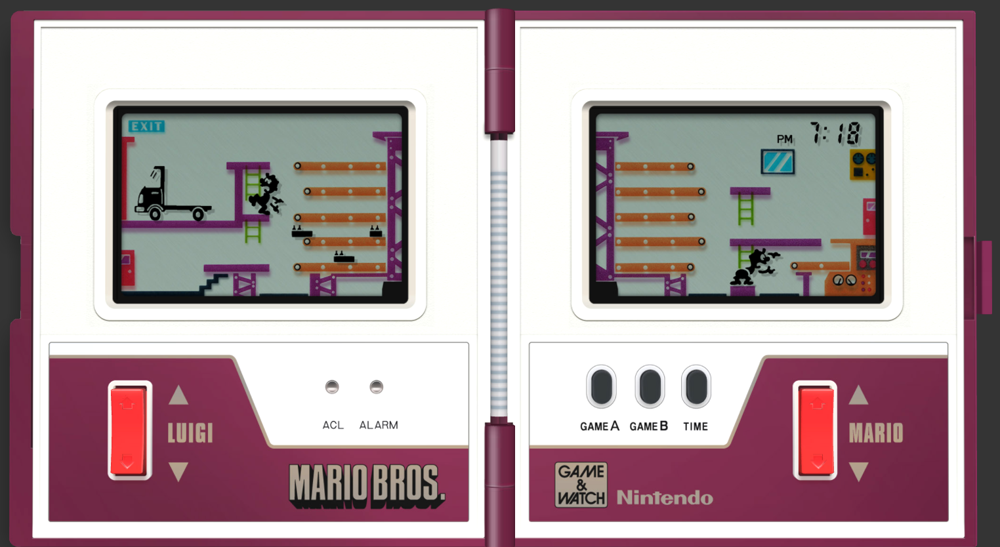 EXIT
PM 7:18
LUIGI
ACL ALARM
MARIO BROS.
GAME A GAME B TIME
MARIO
GAME
&
WATCH
Nintendo